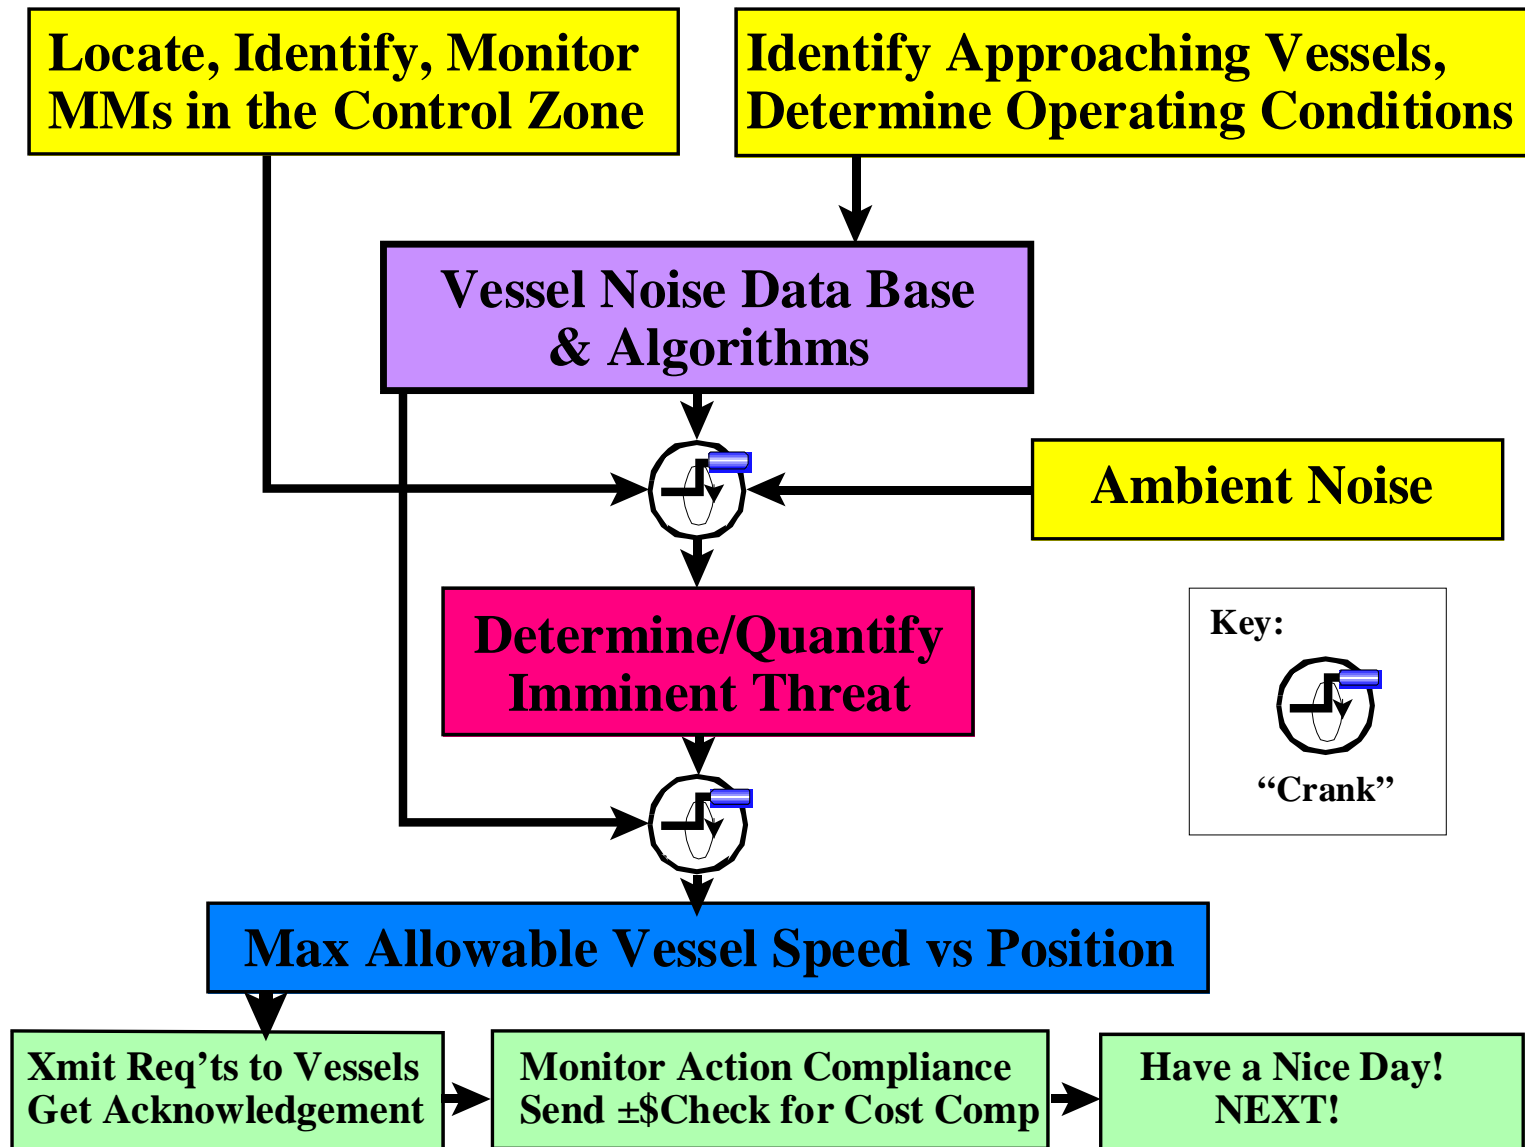 Locate, Identify, Monitor
MMs in the Control Zone
Identify Approaching Vessels,
Determine Operating Conditions
Vessel Noise Data Base
& Algorithms
Ambient Noise
Determine/Quantify
Imminent Threat
Key:
“Crank”
Max Allowable Vessel Speed vs Position
Xmit Req’ts to Vessels
Get Acknowledgement
Monitor Action Compliance
Send ±$Check for Cost Comp
Have a Nice Day!
NEXT!